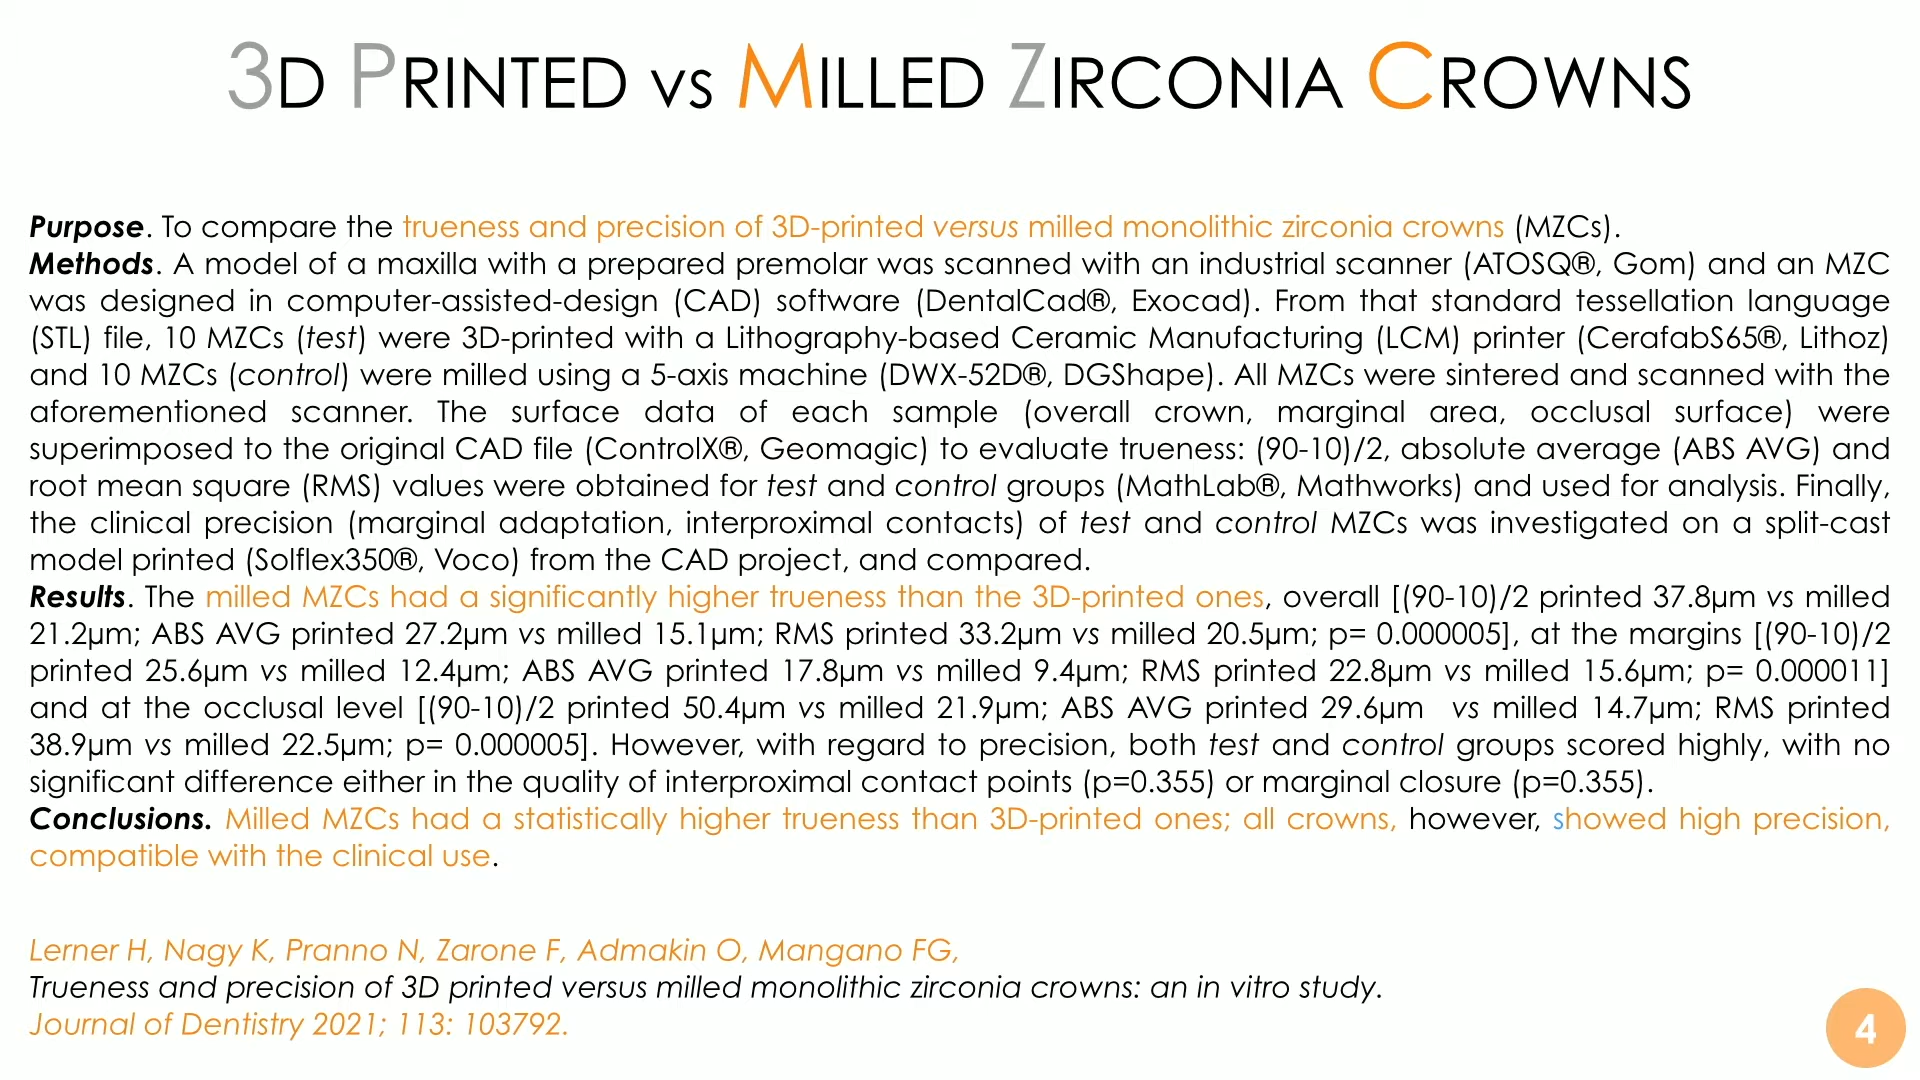 3D PRINTED VS MILLED ZIRCONIA CROWNS
Purpose. To compare the trueness and precision of 3D-printed versus milled monolithic zirconia crowns (MZCs).
Methods. A model of a maxilla with a prepared premolar was scanned with an industrial scanner (ATOSQ®, Gom) and an MZC
was designed in computer-assisted-design (CAD) software (DentalCad®, Exocad). From that standard tessellation language
(STL) file, 10 MZCs (test) were 3D-printed with a Lithography-based Ceramic Manufacturing (LCM) printer (CerafabS65®, Lithoz)
and 10 MZCs (control) were milled using a 5-axis machine (DWX-52D®, DGShape). All MZCs were sintered and scanned with the
aforementioned scanner. The surface data of each sample (overall crown, marginal area, occlusal surface) were
superimposed to the original CAD file (ControlX®, Geomagic) to evaluate trueness: (90-10)/2, absolute average (ABS AVG) and
root mean square (RMS) values were obtained for test and control groups (MathLab®, Mathworks) and used for analysis. Finally,
the clinical precision (marginal adaptation, interproximal contacts) of test and control MZCs was investigated on a split-cast
model printed (Solflex350®, Voco) from the CAD project, and compared.
Results. The milled MZCs had a significantly higher trueness than the 3D-printed ones, overall [(90-10)/2 printed 37.8µm vs milled
21.2µm; ABS AVG printed 27.2µm vs milled 15.1µm; RMS printed 33.2µm vs milled 20.5µm; p= 0.000005], at the margins [(90-10)/2
printed 25.6µm vs milled 12.4µm; ABS AVG printed 17.8µm vs milled 9.4µm; RMS printed 22.8µm vs milled 15.6µm; p= 0.000011]
and at the occlusal level [(90-10)/2 printed 50.4µm vs milled 21.9µm; ABS AVG printed 29.6µm vs milled 14.7µm; RMS printed
38.9µm vs milled 22.5µm; p= 0.000005]. However, with regard to precision, both test and control groups scored highly, with no
significant difference either in the quality of interproximal contact points (p=0.355) or marginal closure (p=0.355).
Conclusions. Milled MZCs had a statistically higher trueness than 3D-printed ones; all crowns, however, showed high precision,
compatible with the clinical use.
Lerner H, Nagy K, Pranno N, Zarone F, Admakin O, Mangano FG,
Trueness and precision of 3D printed versus milled monolithic zirconia crowns: an in vitro study.
Journal of Dentistry 2021; 113: 103792.
4